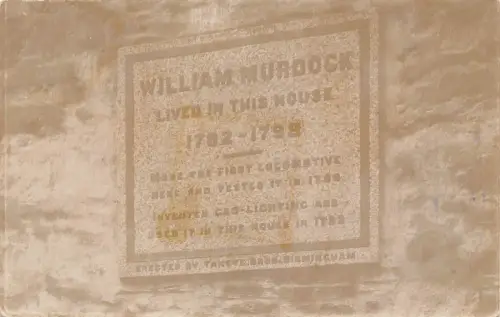 WILLIAM MURDOCK
LIVED IN THIS HOUSE
1782-1798
MADE THE FIRST LOCOMOTIVE
HERE AND TESTED IT IN 1784
INVENTED GAS-LIGHTING AND
USED IT IN THIS HOUSE IN 1792
ERECTED BY BROS. BIRMINGHAM